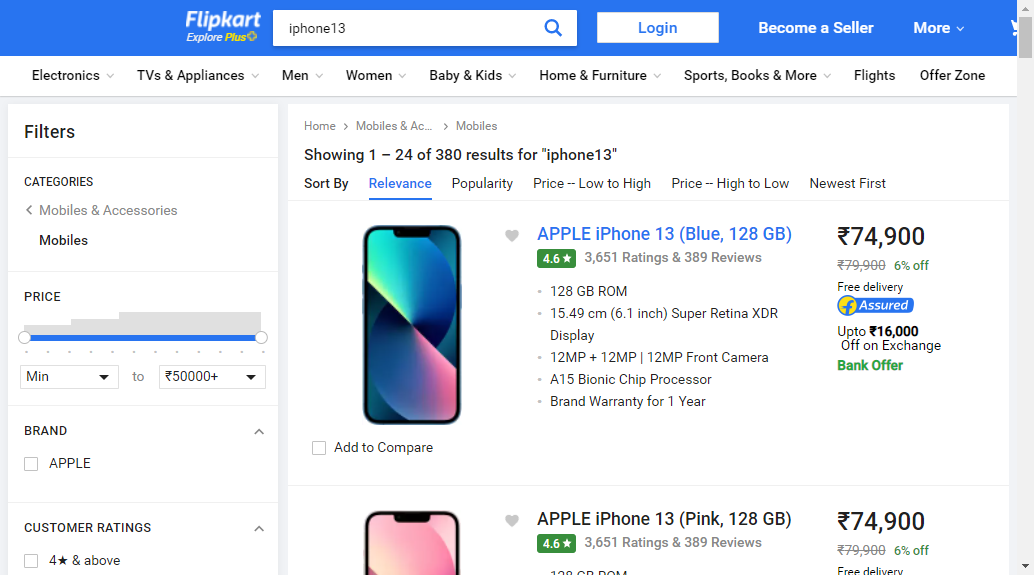 Flipkart
Explore Plus
iphone13
Login
Become a Seller
More
Electronics
TVs & Appliances
Men
Women
Baby & Kids
Home & Furniture
Sports, Books & More
Flights
Offer Zone
Filters
CATEGORIES
Mobiles & Accessories
Mobiles
PRICE
Min
to
₹50000+
BRAND
APPLE
CUSTOMER RATINGS
4★ & above
Home
Mobiles & Ac...
Mobiles
Showing 1 – 24 of 380 results for "iphone13"
Sort By
Relevance
Popularity
Price -- Low to High
Price -- High to Low
Newest First
APPLE iPhone 13 (Blue, 128 GB)
4.6★ 3,651 Ratings & 389 Reviews
128 GB ROM
15.49 cm (6.1 inch) Super Retina XDR
Display
12MP + 12MP | 12MP Front Camera
A15 Bionic Chip Processor
Brand Warranty for 1 Year
₹74,900
₹79,900 6% off
Free delivery
Assured
Upto ₹16,000
Off on Exchange
Bank Offer
Add to Compare
APPLE iPhone 13 (Pink, 128 GB)
4.6★ 3,651 Ratings & 389 Reviews
128 GB ROM
₹74,900
₹79,900 6% off
Free delivery